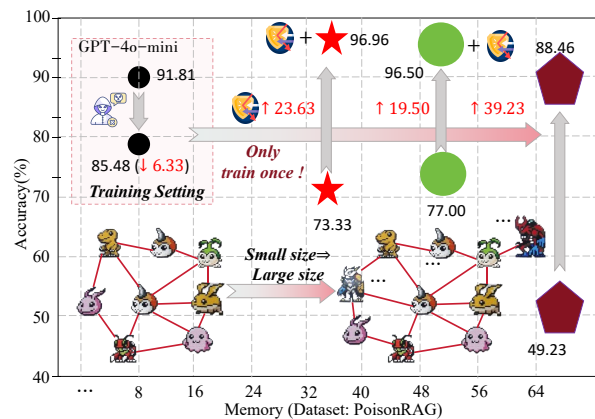 100
90
80
70
60
50
40
Accuracy(%)
GPT-4o-mini
91.81
85.48 (↓ 6.33)
Training Setting
+
96.96
96.50
+
88.46
↑ 23.63
↑ 19.50
↑ 39.23
Only
train once !
73.33
77.00
49.23
Small size⇒
Large size
...
...
...
... 8 16 24 32 40 48 56 64
Memory (Dataset: PoisonRAG)